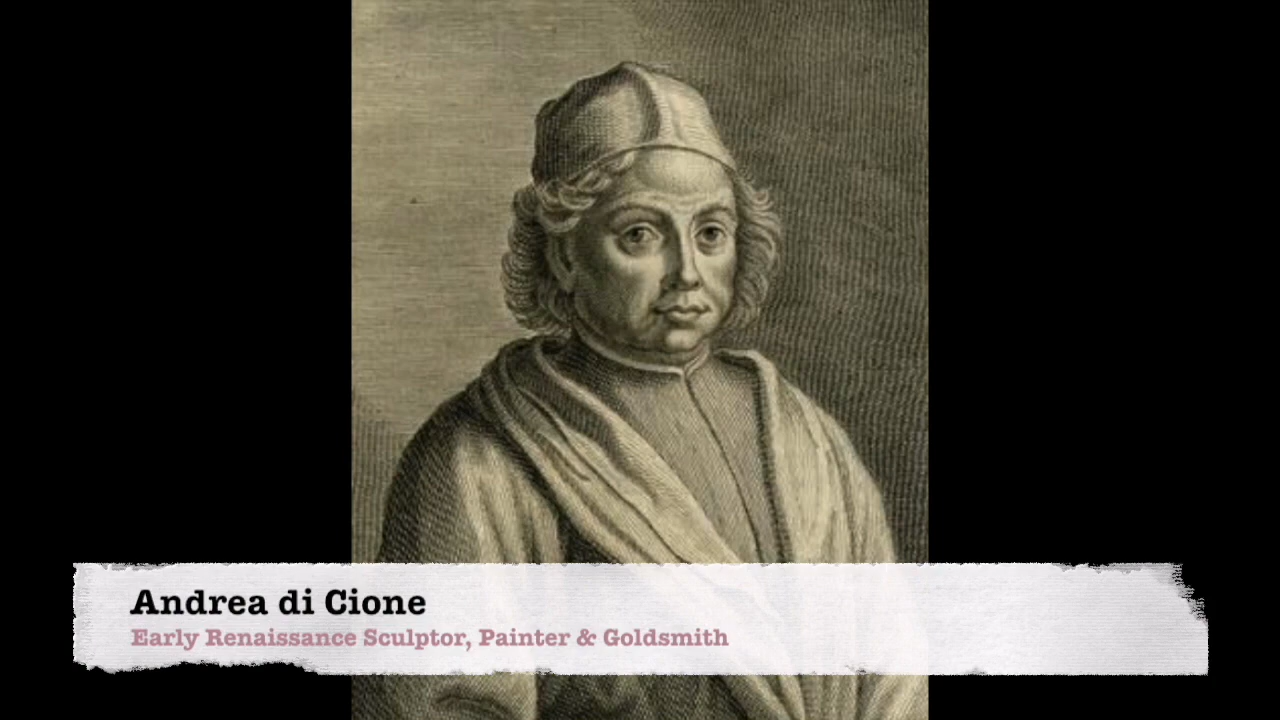 Andrea di Cione
Early Renaissance Sculptor, Painter & Goldsmith